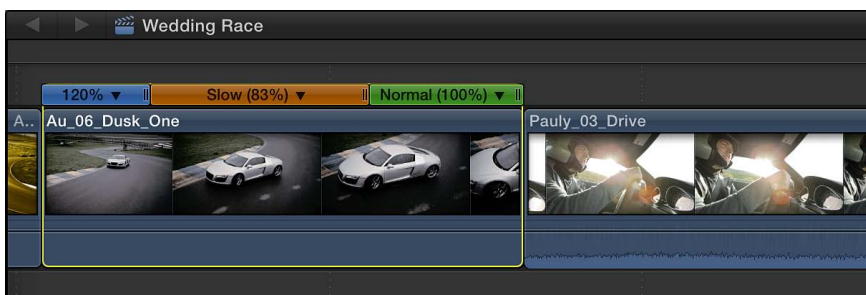 Wedding Race
120% ▼ Slow (83%) ▼ Normal (100%) ▼
A.. Au_06_Dusk_One Pauly_03_Drive